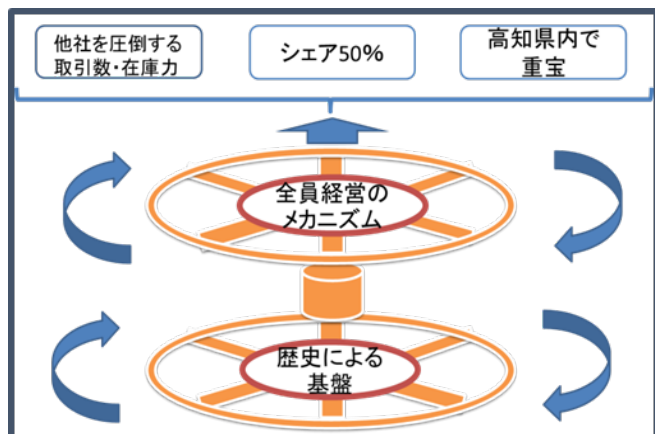 他社を圧倒する
取引数・在庫力
シェア50%
高知県内で
重宝
全員経営の
メカニズム
歴史による
基盤